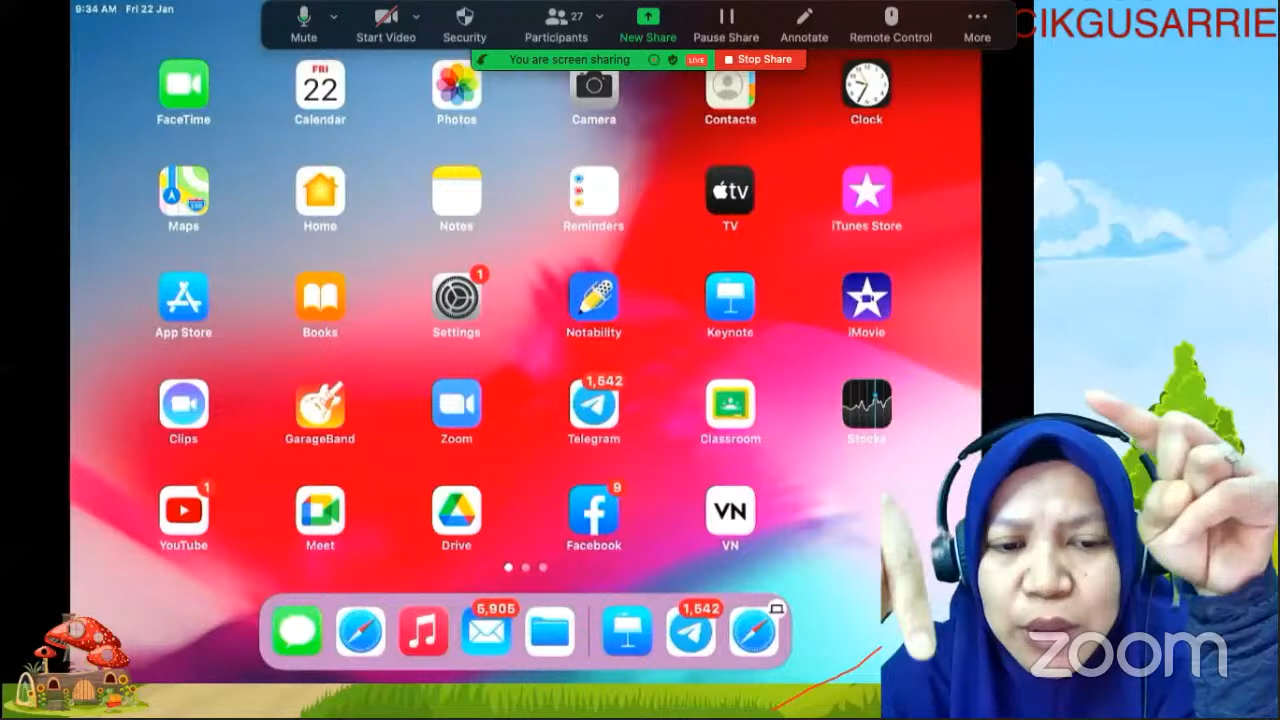 9:34 AM Fri 22 Jan
Mute
Start Video
Security
27
Participants
New Share
Pause Share
Annotate
Remote Control
More
CIKGUSARRIE
You are screen sharing
LIVE
Stop Share
FRI
22
FaceTime
Calendar
Photos
Camera
Contacts
Clock
tv
Maps
Home
Notes
Reminders
TV
iTunes Store
1
App Store
Books
Settings
Notability
Keynote
iMovie
1,542
Clips
GarageBand
Zoom
Telegram
Classroom
Stocks
1
9
VN
YouTube
Meet
Drive
Facebook
VN
5,905
1,542
zoom